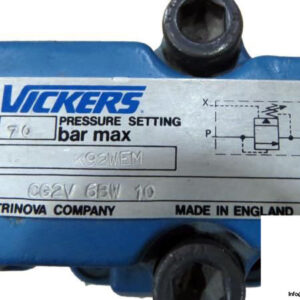 VICKERS
PRESSURE SETTING
70 bar max
X P
CG2V 6BW 10
TRINOVA COMPANY MADE IN ENGLAND